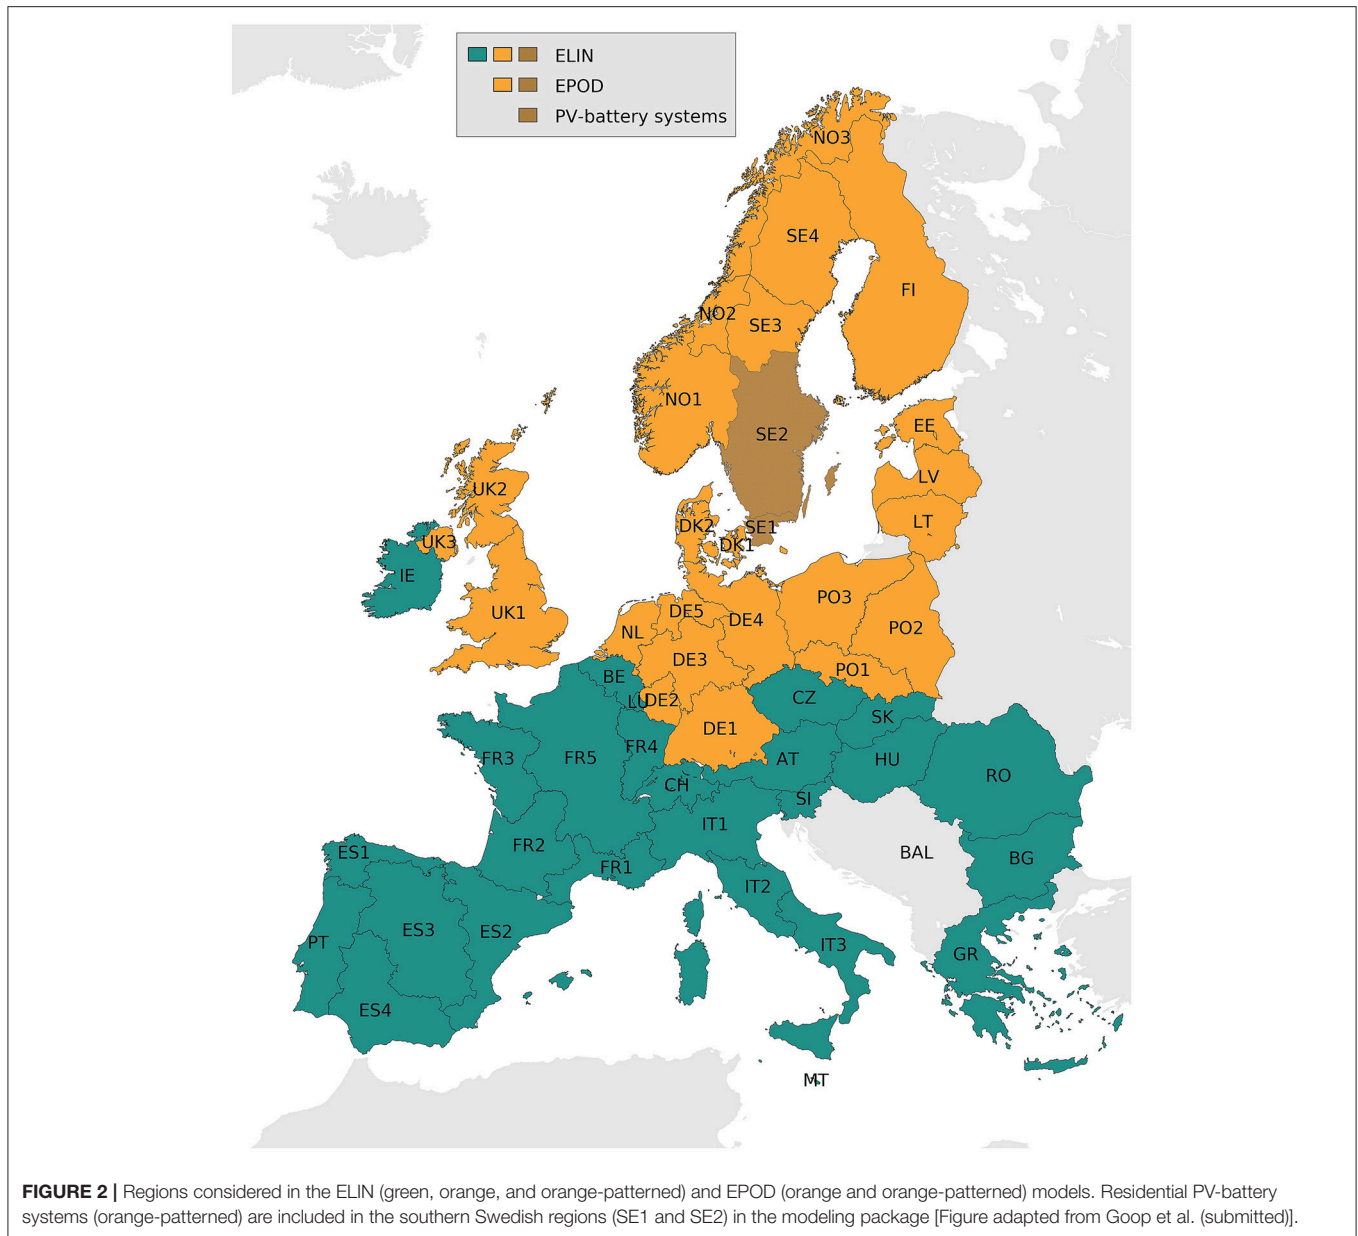 ELIN
EPOD
PV-battery systems
NO3
SE4
FI
NO2
SE3
NO1
SE2
EE
LV
LT
UK2
DK2
SE1
DK1
UK3
IE
UK1
PO3
PO2
PO1
DE5
DE4
NL
DE3
BE
LU
DE2
DE1
CZ
SK
FR3
FR5
FR4
AT
HU
RO
CH
SI
IT1
BAL
BG
ES1
FR2
FR1
IT2
ES3
ES2
PT
IT3
GR
ES4
MT
FIGURE 2 | Regions considered in the ELIN (green, orange, and orange-patterned) and EPOD (orange and orange-patterned) models. Residential PV-battery
systems (orange-patterned) are included in the southern Swedish regions (SE1 and SE2) in the modeling package [Figure adapted from Goop et al. (submitted)].